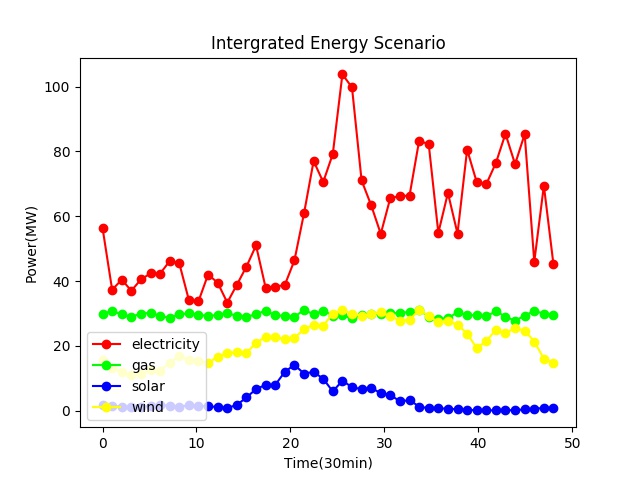 Intergrated Energy Scenario
Power(MW)
100
80
60
40
20
0
electricity
gas
solar
wind
0 10 20 30 40 50
Time(30min)